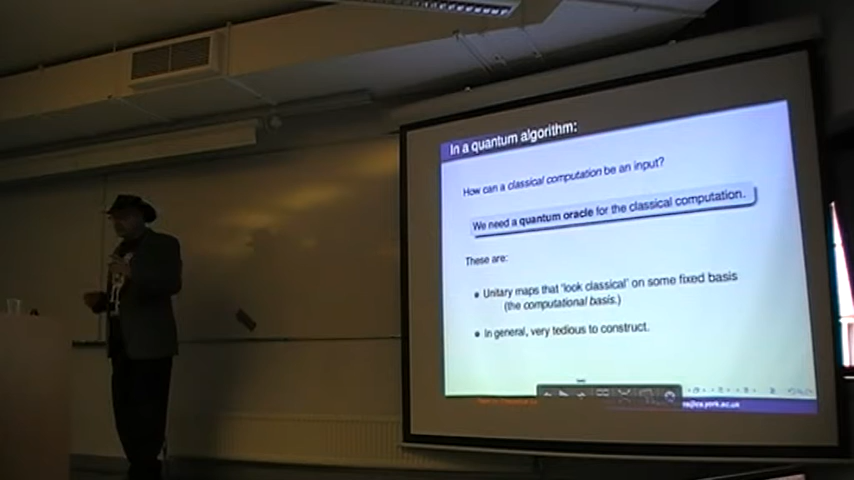 In a quantum algorithm:
How can a classical computation be an input?
We need a quantum oracle for the classical computation.
These are:
• Unitary maps that 'look classical' on some fixed basis
(the computational basis.)
• In general, very tedious to construct.